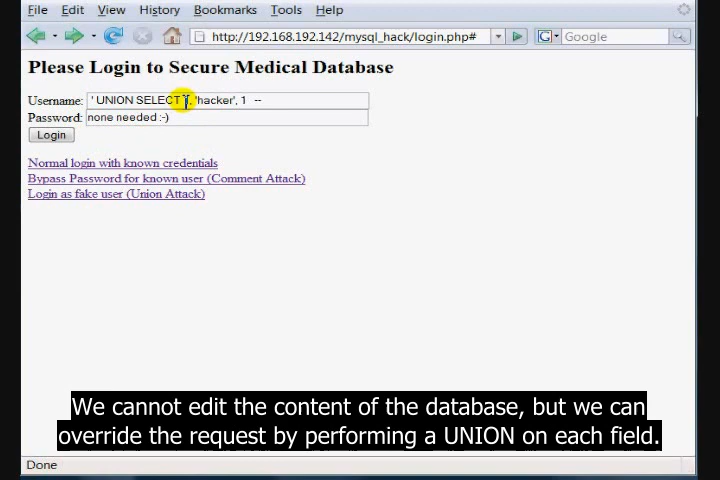 File Edit View History Bookmarks Tools Help
http://192.168.192.142/mysql_hack/login.php# Google
Please Login to Secure Medical Database
Username: ' UNION SELECT , 'hacker', 1 --
Password: none needed :-)
Login
Normal login with known credentials
Bypass Password for known user (Comment Attack)
Login as fake user (Union Attack)
We cannot edit the content of the database, but we can
override the request by performing a UNION on each field.
Done